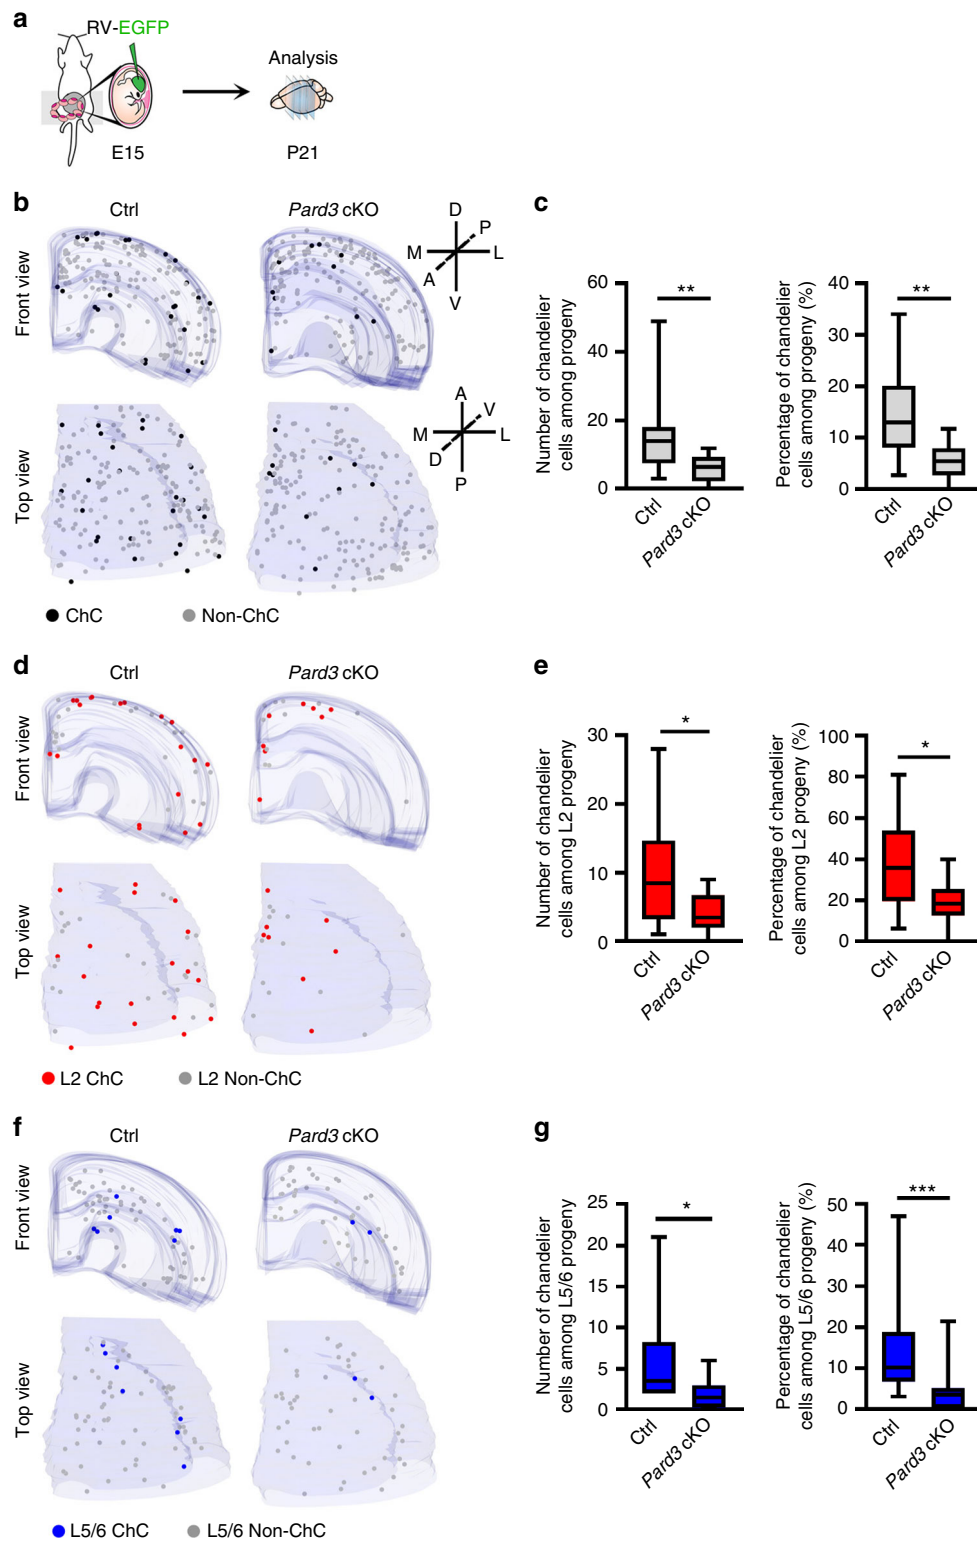 a
RV-EGFP
Analysis
E15
P21
b
Ctrl
Pard3 cKO
Front view
D
P
M
L
A
V
Top view
A
V
M
L
D
P
ChC
Non-ChC
c
Number of chandelier
cells among progeny
60
40
20
0
Ctrl
Pard3 cKO
**
Percentage of chandelier
cells among progeny (%)
40
30
20
10
0
Ctrl
Pard3 cKO
**
d
Ctrl
Pard3 cKO
Front view
Top view
L2 ChC
L2 Non-ChC
e
Number of chandelier
cells among L2 progeny
30
20
10
0
Ctrl
Pard3 cKO
*
Percentage of chandelier
cells among L2 progeny (%)
100
80
60
40
20
0
Ctrl
Pard3 cKO
*
f
Ctrl
Pard3 cKO
Front view
Top view
L5/6 ChC
L5/6 Non-ChC
g
Number of chandelier
cells among L5/6 progeny
25
20
15
10
5
0
Ctrl
Pard3 cKO
*
Percentage of chandelier
cells among L5/6 progeny (%)
50
40
30
20
10
0
Ctrl
Pard3 cKO
***